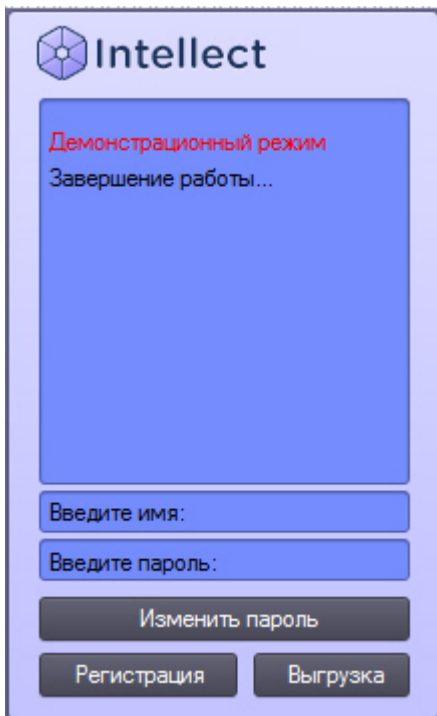 Intellect
Демонстрационный режим
Завершение работы...
Введите имя:
Введите пароль:
Изменить пароль
Регистрация Выгрузка